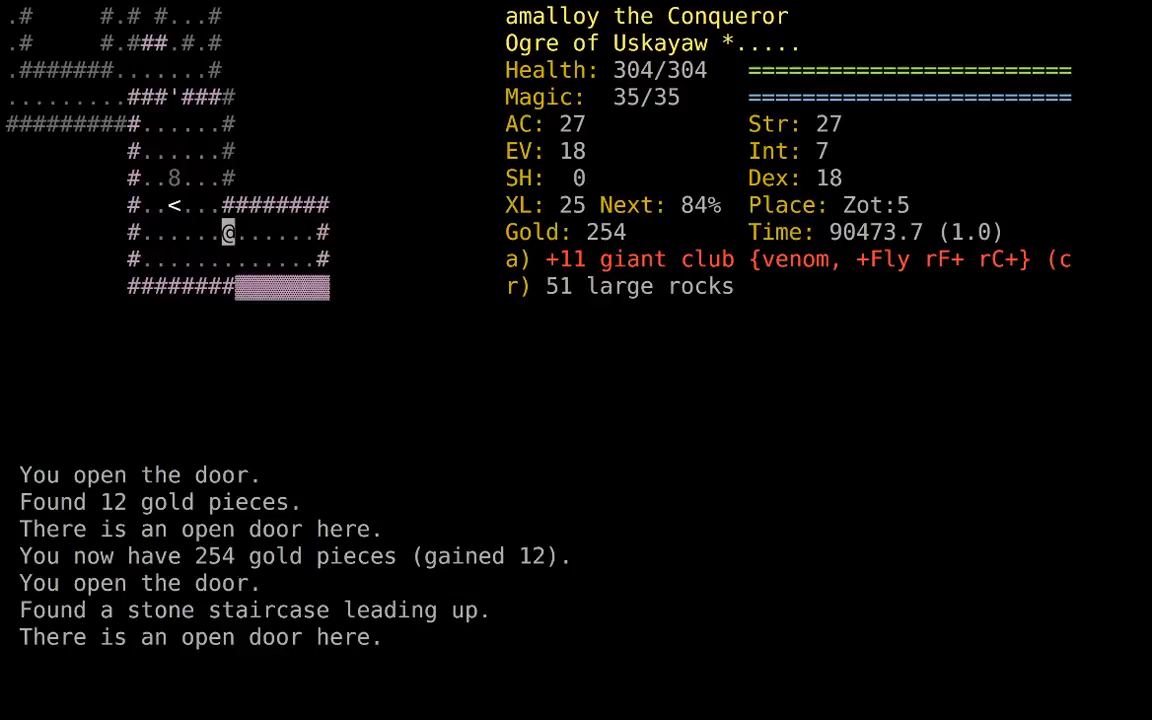 .#      #.# #...#                    amalloy the Conqueror
.#      #.###.#.#                    Ogre of Uskayaw *.....
.#######.......#                     Health: 304/304   ========================
.........###'####                    Magic:  35/35     ========================
##########......#                    AC: 27            Str: 27
         #......#                    EV: 18            Int: 7
         #..8...#                    SH:  0            Dex: 18
         #..<...########             XL: 25 Next: 84%  Place: Zot:5
         #......@......#             Gold: 254         Time: 90473.7 (1.0)
         #.............#             a) +11 giant club {venom, +Fly rF+ rC+} (c
         ########                    r) 51 large rocks
You open the door.
Found 12 gold pieces.
There is an open door here.
You now have 254 gold pieces (gained 12).
You open the door.
Found a stone staircase leading up.
There is an open door here.